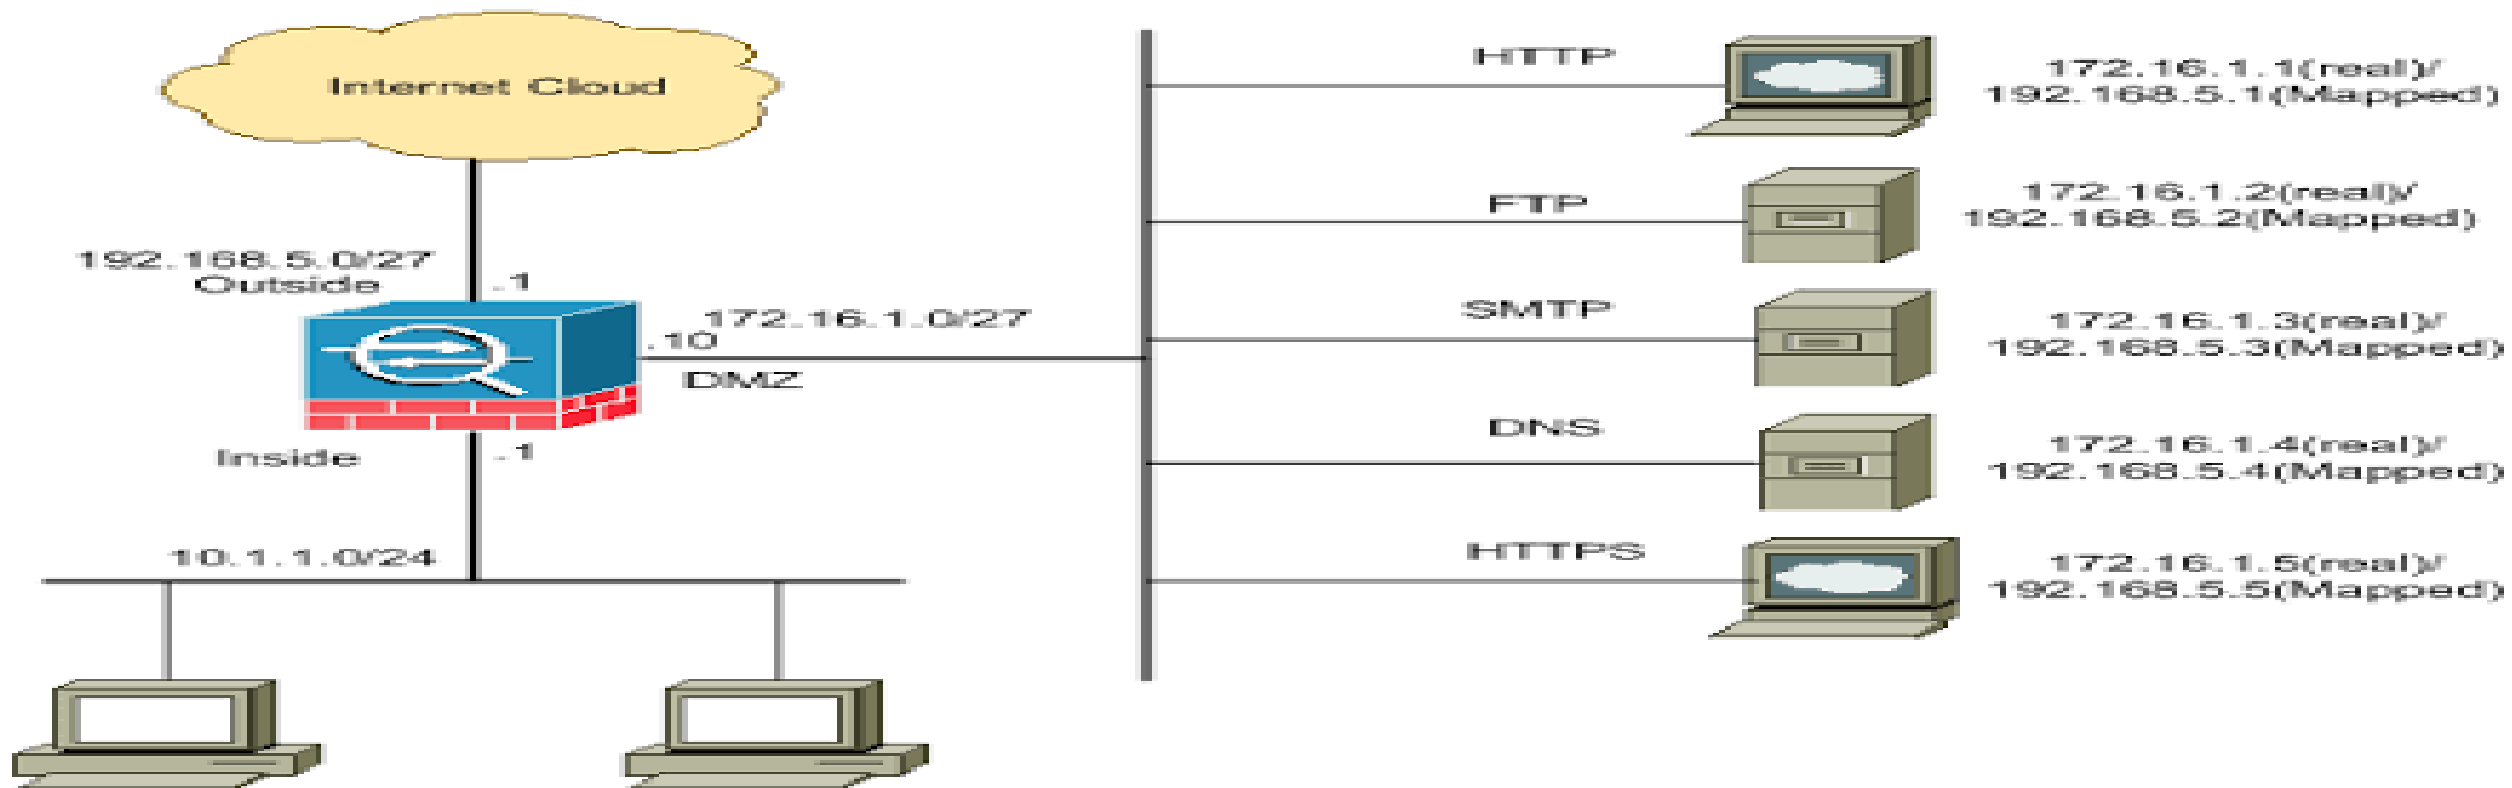 Internet Cloud
192.168.5.0/27
Outside
.1
172.16.1.0/27
.10
DMZ
Inside
.1
10.1.1.0/24
HTTP
172.16.1.1(real)/
192.168.5.1(Mapped)
FTP
172.16.1.2(real)/
192.168.5.2(Mapped)
SMTP
172.16.1.3(real)/
192.168.5.3(Mapped)
DNS
172.16.1.4(real)/
192.168.5.4(Mapped)
HTTPS
172.16.1.5(real)/
192.168.5.5(Mapped)